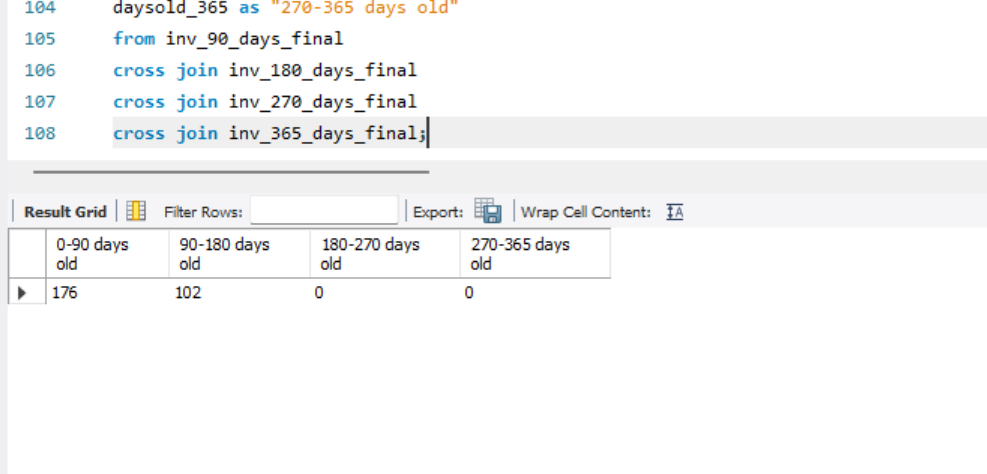 104 daysold_365 as "270-365 days old"
105 from inv_90_days_final
106 cross join inv_180_days_final
107 cross join inv_270_days_final
108 cross join inv_365_days_final;
Result Grid Filter Rows: Export: Wrap Cell Content: IA
0-90 days old 90-180 days old 180-270 days old 270-365 days old
176 102 0 0